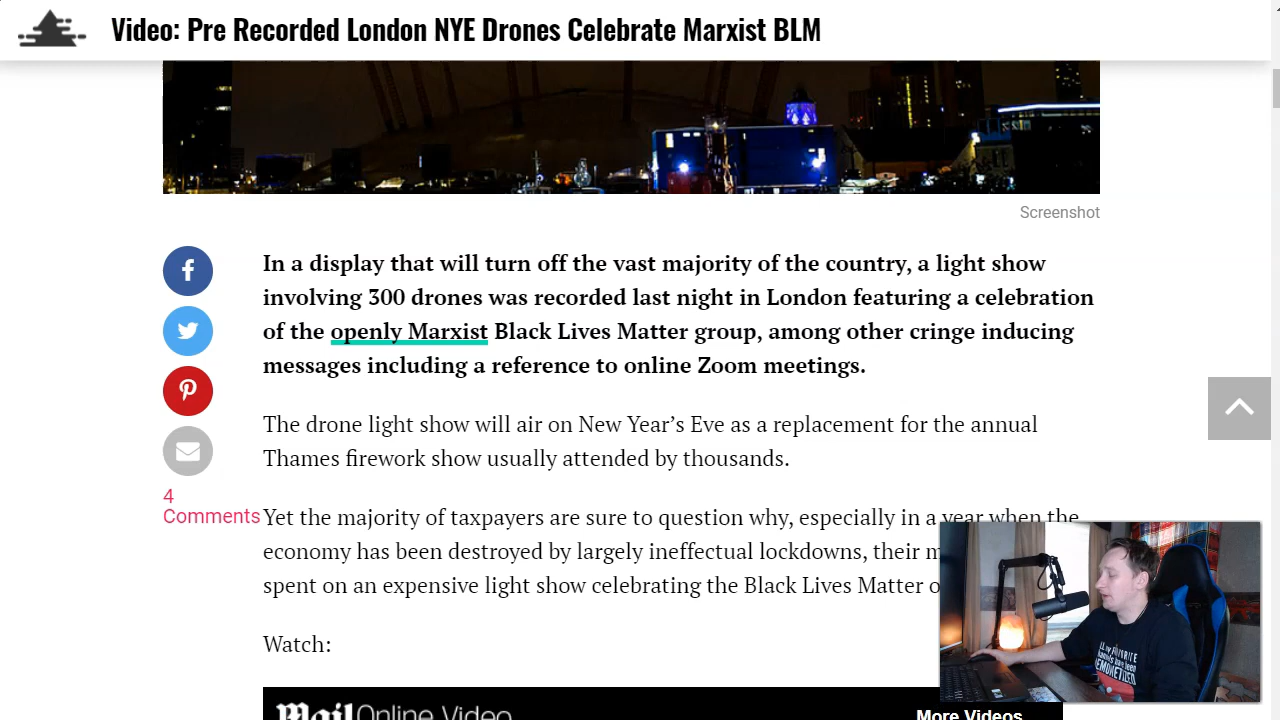 Video: Pre Recorded London NYE Drones Celebrate Marxist BLM
Screenshot
In a display that will turn off the vast majority of the country, a light show
involving 300 drones was recorded last night in London featuring a celebration
of the openly Marxist Black Lives Matter group, among other cringe inducing
messages including a reference to online Zoom meetings.
The drone light show will air on New Year’s Eve as a replacement for the annual
Thames firework show usually attended by thousands.
4
Comments
Yet the majority of taxpayers are sure to question why, especially in a year when the
economy has been destroyed by largely ineffectual lockdowns, their
spent on an expensive light show celebrating the Black Lives Matter
Watch:
Mail Online Video
More Videos